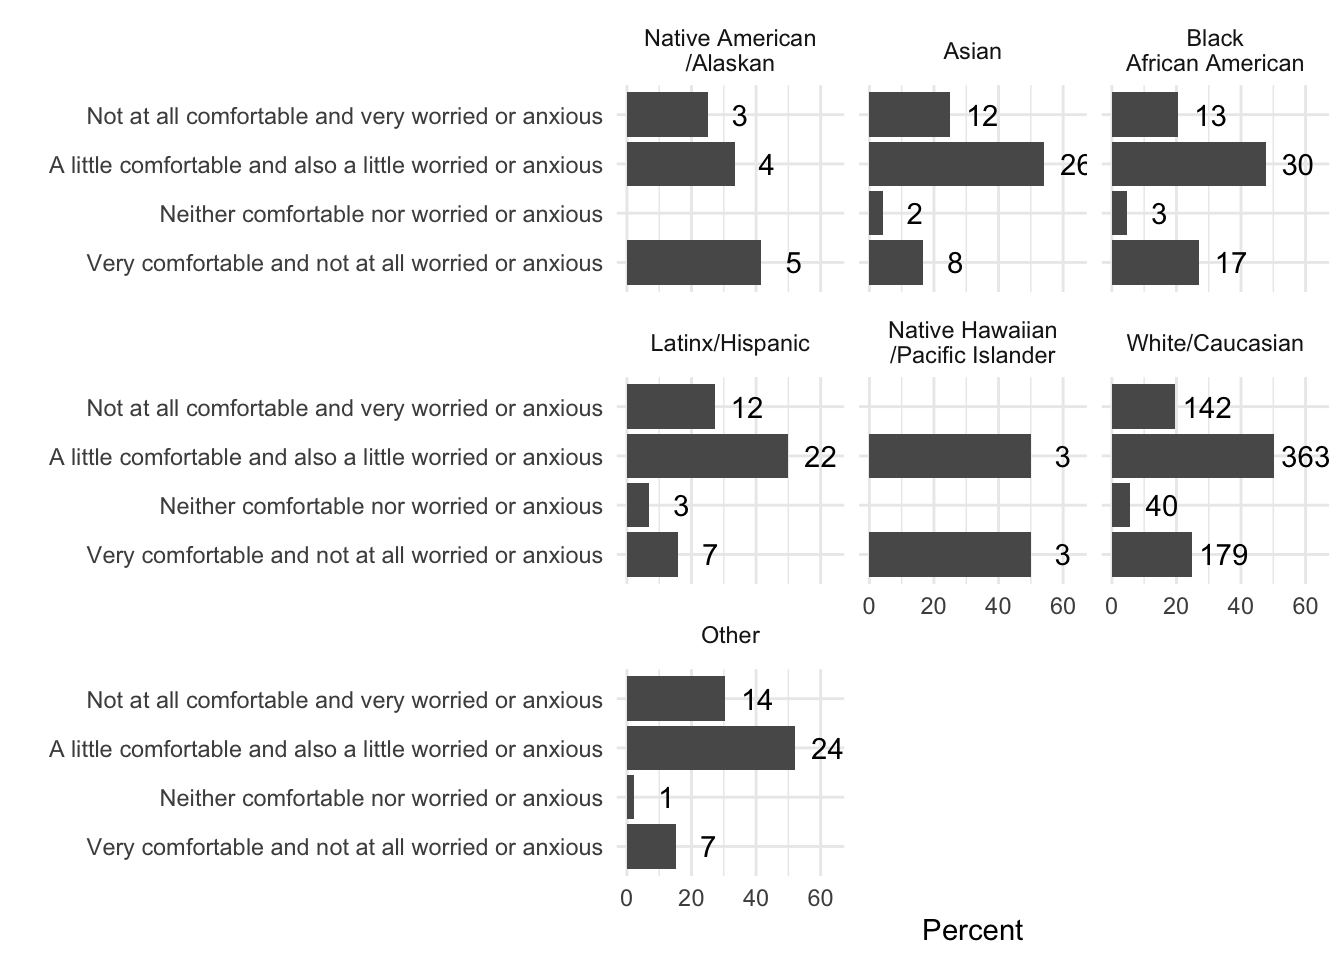 Native American
/Alaskan
Asian
Black
African American
Not at all comfortable and very worried or anxious 3 12 13
A little comfortable and also a little worried or anxious 4 26 30
Neither comfortable nor worried or anxious 2 3
Very comfortable and not at all worried or anxious 5 8 17
Latinx/Hispanic
Native Hawaiian
/Pacific Islander
White/Caucasian
Not at all comfortable and very worried or anxious 12 142
A little comfortable and also a little worried or anxious 22 3 363
Neither comfortable nor worried or anxious 3 40
Very comfortable and not at all worried or anxious 7 3 179
0 20 40 60 0 20 40 60
Other
Not at all comfortable and very worried or anxious 14
A little comfortable and also a little worried or anxious 24
Neither comfortable nor worried or anxious 1
Very comfortable and not at all worried or anxious 7
0 20 40 60
Percent